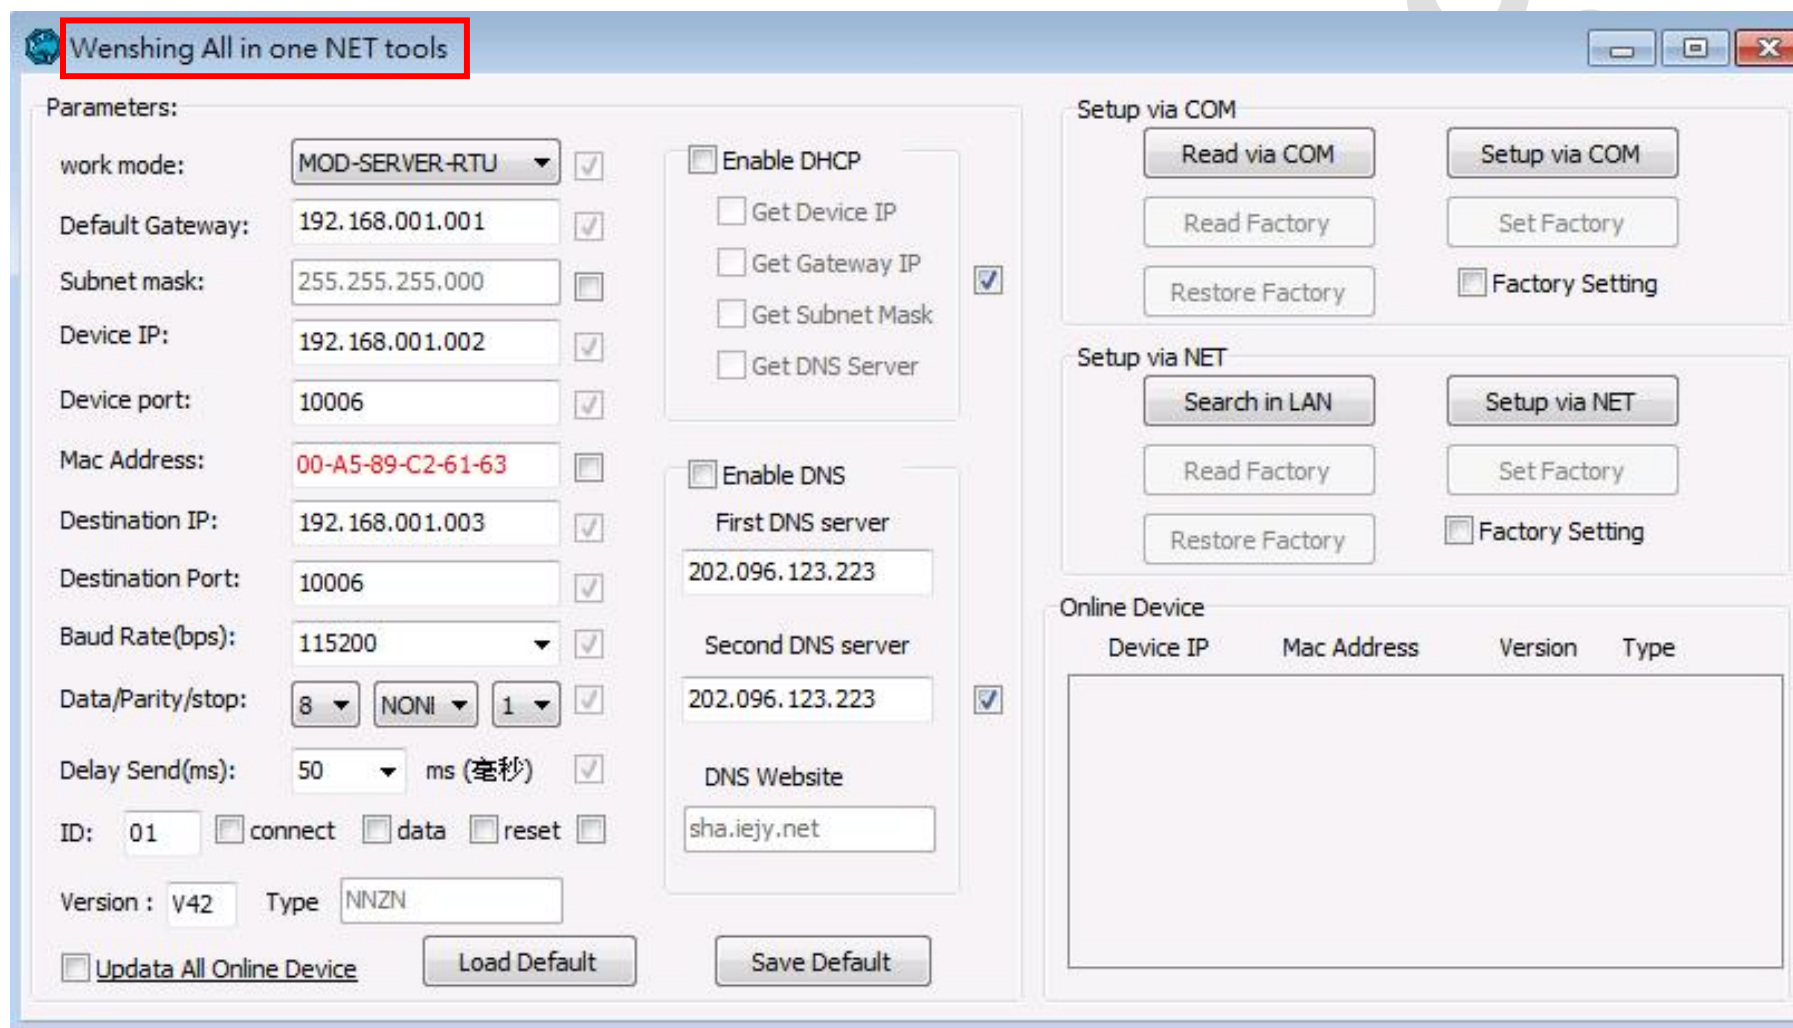 Wenshing All in one NET tools
Parameters:
work mode: MOD-SERVER-RTU
Default Gateway: 192.168.001.001
Subnet mask: 255.255.255.000
Device IP: 192.168.001.002
Device port: 10006
Mac Address: 00-A5-89-C2-61-63
Destination IP: 192.168.001.003
Destination Port: 10006
Baud Rate(bps): 115200
Data/Parity/stop: 8 NONI 1
Delay Send(ms): 50 ms (毫秒)
ID: 01 connect data reset
Version : V42 Type NNZN
Updata All Online Device Load Default Save Default
Enable DHCP
Get Device IP
Get Gateway IP
Get Subnet Mask
Get DNS Server
Enable DNS
First DNS server
202.096.123.223
Second DNS server
202.096.123.223
DNS Website
sha.iejy.net
Setup via COM
Read via COM Setup via COM
Read Factory Set Factory
Restore Factory Factory Setting
Setup via NET
Search in LAN Setup via NET
Read Factory Set Factory
Restore Factory Factory Setting
Online Device
Device IP Mac Address Version Type